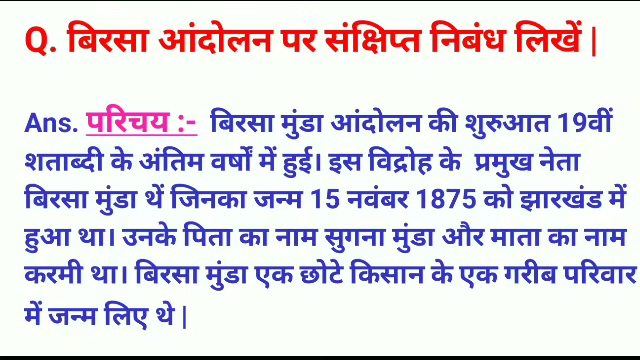 Q. बिरसा आंदोलन पर संक्षिप्त निबंध लिखें |
Ans. परिचय :- बिरसा मुंडा आंदोलन की शुरुआत 19वीं
शताब्दी के अंतिम वर्षों में हुई। इस विद्रोह के प्रमुख नेता
बिरसा मुंडा थें जिनका जन्म 15 नवंबर 1875 को झारखंड में
हुआ था। उनके पिता का नाम सुगना मुंडा और माता का नाम
करमी था। बिरसा मुंडा एक छोटे किसान के एक गरीब परिवार
में जन्म लिए थे |